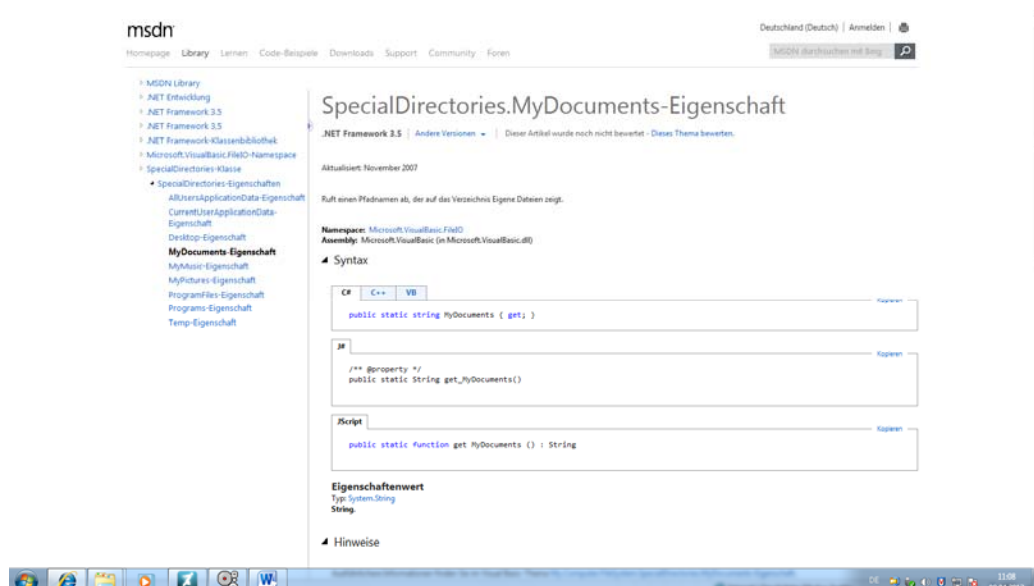 msdn
Deutschland (Deutsch) | Anmelden |
Homepage Library Lernen Code-Beispiele Downloads Support Community Foren
MSDN durchsuchen mit Bing
MSDN Library
.NET Entwicklung
.NET Framework 3.5
.NET Framework 3.5
.NET Framework-Klassenbibliothek
Microsoft.VisualBasic.FileIO-Namespace
SpecialDirectories-Klasse
SpecialDirectories-Eigenschaften
AllUsersApplicationData-Eigenschaft
CurrentUserApplicationData-
Eigenschaft
Desktop-Eigenschaft
MyDocuments-Eigenschaft
MyMusic-Eigenschaft
MyPictures-Eigenschaft
ProgramFiles-Eigenschaft
Programs-Eigenschaft
Temp-Eigenschaft
SpecialDirectories.MyDocuments-Eigenschaft
.NET Framework 3.5 | Andere Versionen | Dieser Artikel wurde noch nicht bewertet - Dieses Thema bewerten.
Aktualisiert: November 2007
Ruft einen Pfadnamen ab, der auf das Verzeichnis Eigene Dateien zeigt.
Namespace: Microsoft.VisualBasic.FileIO
Assembly: Microsoft.VisualBasic (in Microsoft.VisualBasic.dll)
Syntax
C# C++ VB
Kopieren
public static string MyDocuments { get; }
J#
Kopieren
/** @property */
public static String get_MyDocuments()
JScript
Kopieren
public static function get MyDocuments () : String
Eigenschaftenwert
Typ: System.String
String.
Hinweise
DE
11:08